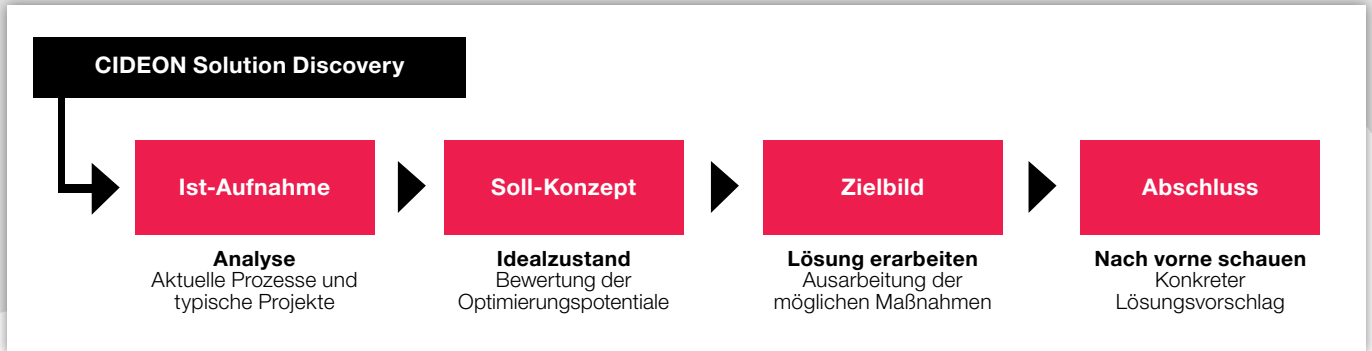 CIDEON Solution Discovery
Ist-Aufnahme
Analyse
Aktuelle Prozesse und
typische Projekte
Soll-Konzept
Idealzustand
Bewertung der
Optimierungspotentiale
Zielbild
Lösung erarbeiten
Ausarbeitung der
möglichen Maßnahmen
Abschluss
Nach vorne schauen
Konkreter
Lösungsvorschlag